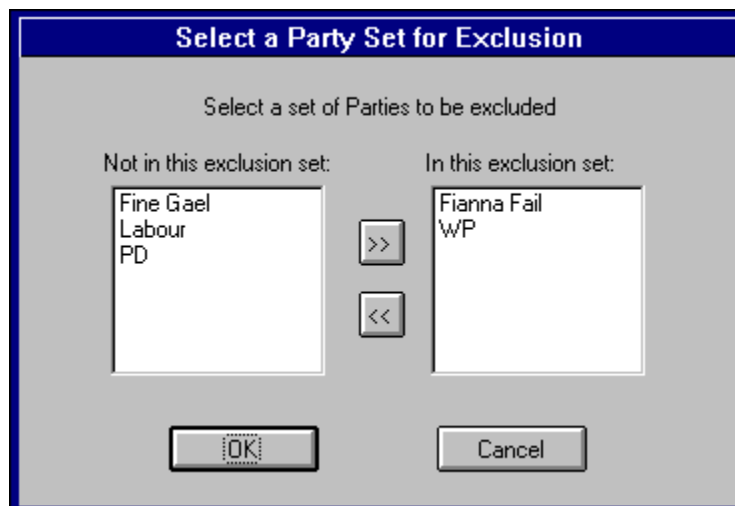 Select a Party Set for Exclusion
Select a set of Parties to be excluded
Not in this exclusion set:
In this exclusion set:
Fine Gael
Labour
PD
>>
<<
Fianna Fail
WP
OK
Cancel